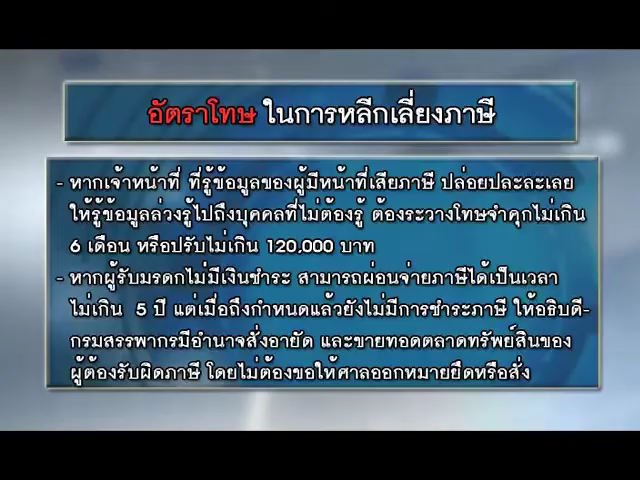 อัตราโทษ ในการหลีกเลี่ยงภาษี
- หากเจ้าหน้าที่ ที่รู้ข้อมูลของผู้มีหน้าที่เสียภาษี ปล่อยปละละเลย
ให้รู้ข้อมูลล่วงรู้ไปถึงบุคคลที่ไม่ต้องรู้ ต้องระวางโทษจำคุกไม่เกิน
6 เดือน หรือปรับไม่เกิน 120,000 บาท
- หากผู้รับมรดกไม่มีเงินชำระ สามารถผ่อนจ่ายภาษีได้เป็นเวลา
ไม่เกิน 5 ปี แต่เมื่อถึงกำหนดแล้วยังไม่มีการชำระภาษี ให้อธิบดี-
กรมสรรพากรมีอำนาจสั่งอายัด และขายทอดตลาดทรัพย์สินของ
ผู้ต้องรับผิดภาษี โดยไม่ต้องขอให้ศาลออกหมายยึดหรือสั่ง